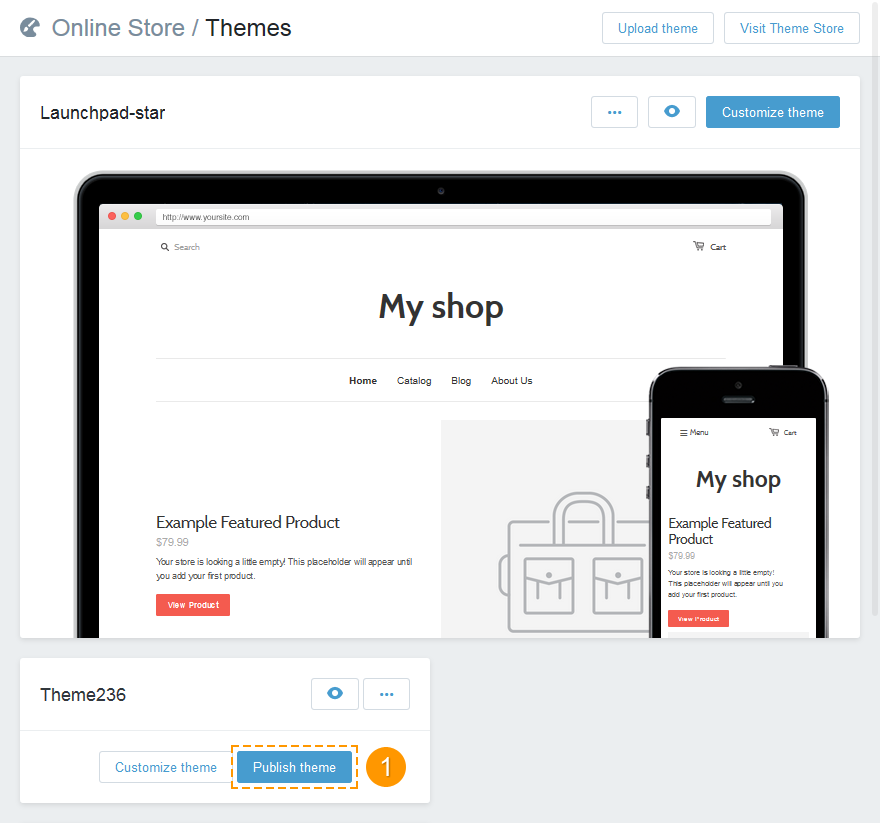 Online Store / Themes
Upload theme
Visit Theme Store
Launchpad-star
Customize theme
http://www.yoursite.com
Search
Cart
My shop
Home Catalog Blog About Us
Example Featured Product
$79.99
Your store is looking a little empty! This placeholder will appear until
you add your first product.
View Product
Menu
Cart
My shop
Example Featured
Product
$79.99
Your store is looking a little empty!
This placeholder will appear until you
add your first product.
View Product
Theme236
Customize theme
Publish theme
1